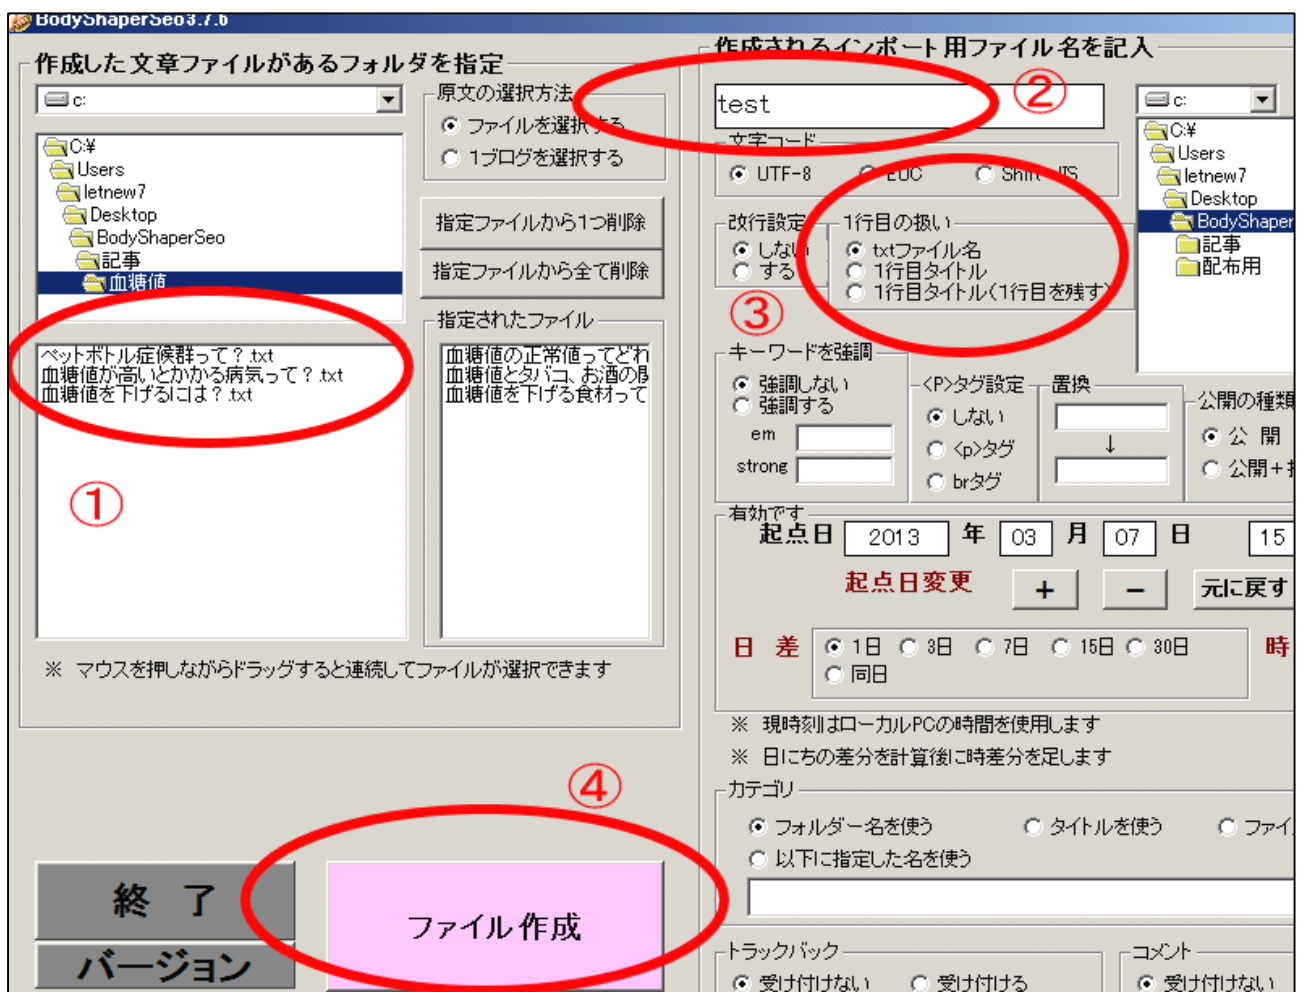 BodyShaperSeo3.7.6
作成した文章ファイルがあるフォルダを指定
c:
C:¥
Users
letnew7
Desktop
BodyShaperSeo
記事
血糖値
原文の選択方法
ファイルを選択する
1ブログを選択する
指定ファイルから1つ削除
指定ファイルから全て削除
ペットボトル症候群って？.txt
血糖値が高いとかかる病気って？.txt
血糖値を下げるには？.txt
①
指定されたファイル
血糖値の正常値ってどれ
血糖値とタバコ、お酒の
血糖値を下げる食材って
※ マウスを押しながらドラッグすると連続してファイルが選択できます
④
終 了
バージョン
ファイル作成
作成されるインポート用ファイル名を記入
test
②
c:
C:¥
Users
letnew7
Desktop
BodyShaper
記事
配布用
文字コード
UTF-8 EUC Shift-JIS
改行設定
しない
する
1行目の扱い
txtファイル名
1行目タイトル
1行目タイトル(1行目を残す)
③
キーワードを強調
強調しない
強調する
em
strong
<P>タグ設定
しない
<p>タグ
brタグ
置換
↓
公開の種類
公 開
公開+
有効です
起点日 2013 年 03 月 07 日 15
起点日変更 + － 元に戻す
日 差 1日 3日 7日 15日 30日 時
同日
※ 現時刻はローカルPCの時間を使用します
※ 日にちの差分を計算後に時差分を足します
カテゴリ
フォルダー名を使う タイトルを使う ファイ
以下に指定した名を使う
トラックバック
受け付けない 受け付ける
コメント
受け付けない